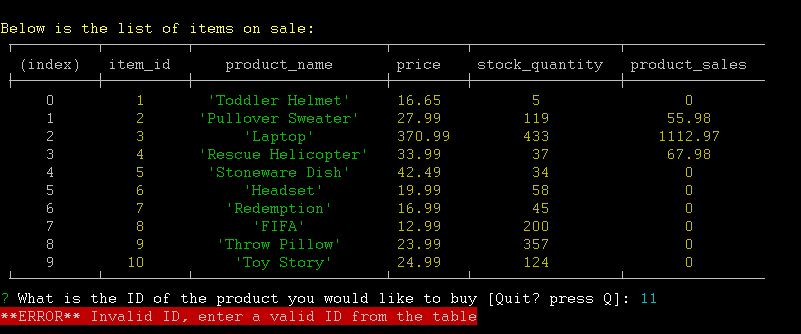 Below is the list of items on sale:
(index) item_id product_name price stock_quantity product_sales
0 1 'Toddler Helmet' 16.65 5 0
1 2 'Pullover Sweater' 27.99 119 55.98
2 3 'Laptop' 370.99 433 1112.97
3 4 'Rescue Helicopter' 33.99 37 67.98
4 5 'Stoneware Dish' 42.49 34 0
5 6 'Headset' 19.99 58 0
6 7 'Redemption' 16.99 45 0
7 8 'FIFA' 12.99 200 0
8 9 'Throw Pillow' 23.99 357 0
9 10 'Toy Story' 24.99 124 0
? What is the ID of the product you would like to buy [Quit? press Q]: 11
**ERROR** Invalid ID, enter a valid ID from the table